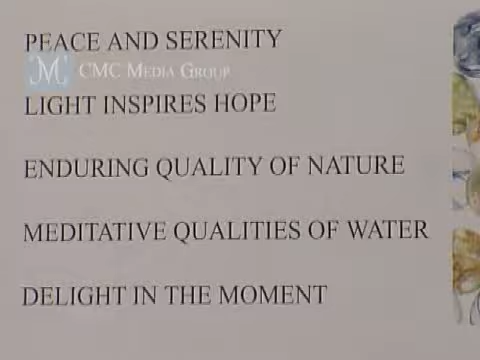 PEACE AND SERENITY
CMC MEDIA GROUP
LIGHT INSPIRES HOPE
ENDURING QUALITY OF NATURE
MEDITATIVE QUALITIES OF WATER
DELIGHT IN THE MOMENT